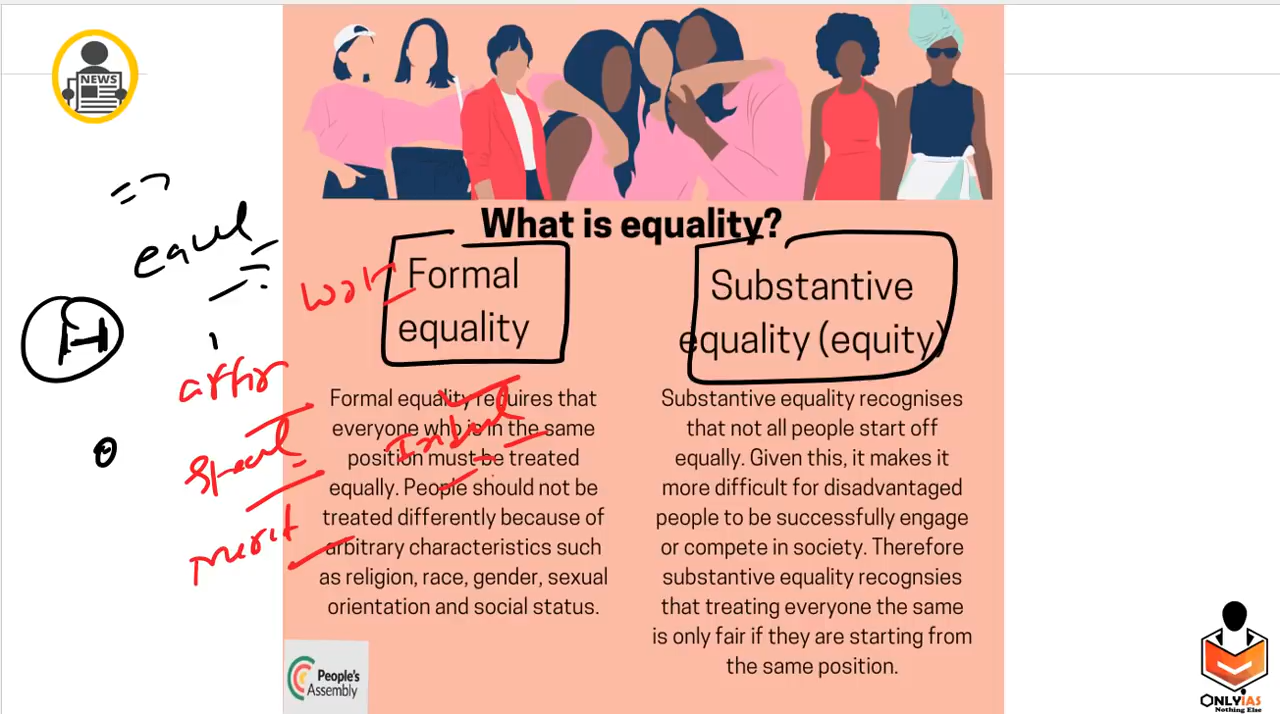 NEWS
What is equality?
Formal
equality
Substantive
equality (equity)
Formal equality requires that
everyone who is in the same
position must be treated
equally. People should not be
treated differently because of
arbitrary characteristics such
as religion, race, gender, sexual
orientation and social status.
Substantive equality recognises
that not all people start off
equally. Given this, it makes it
more difficult for disadvantaged
people to be successfully engage
or compete in society. Therefore
substantive equality recognsies
that treating everyone the same
is only fair if they are starting from
the same position.
merit
People's
Assembly
ONLYIAS
Nothing Else